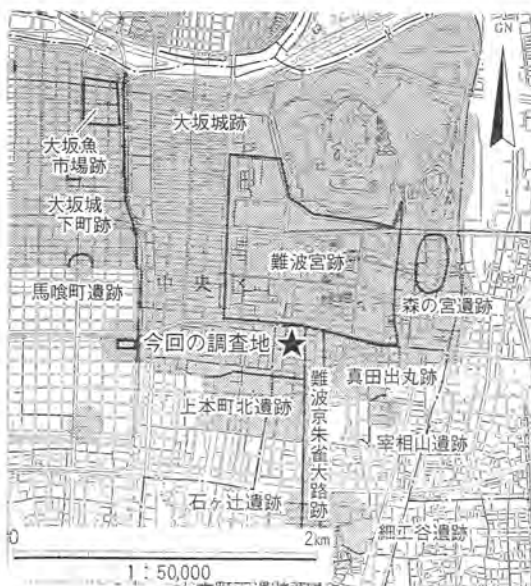 GN
大坂城跡
大坂魚
市場跡
大坂城
下町跡
難波宮跡
中央区
馬喰町遺跡
森の宮遺跡
今回の調査地
真田出丸跡
上本町北遺跡
難波京朱雀大路跡
宰相山遺跡
石ヶ辻遺跡
細工谷遺跡
0
2km
1:50,000